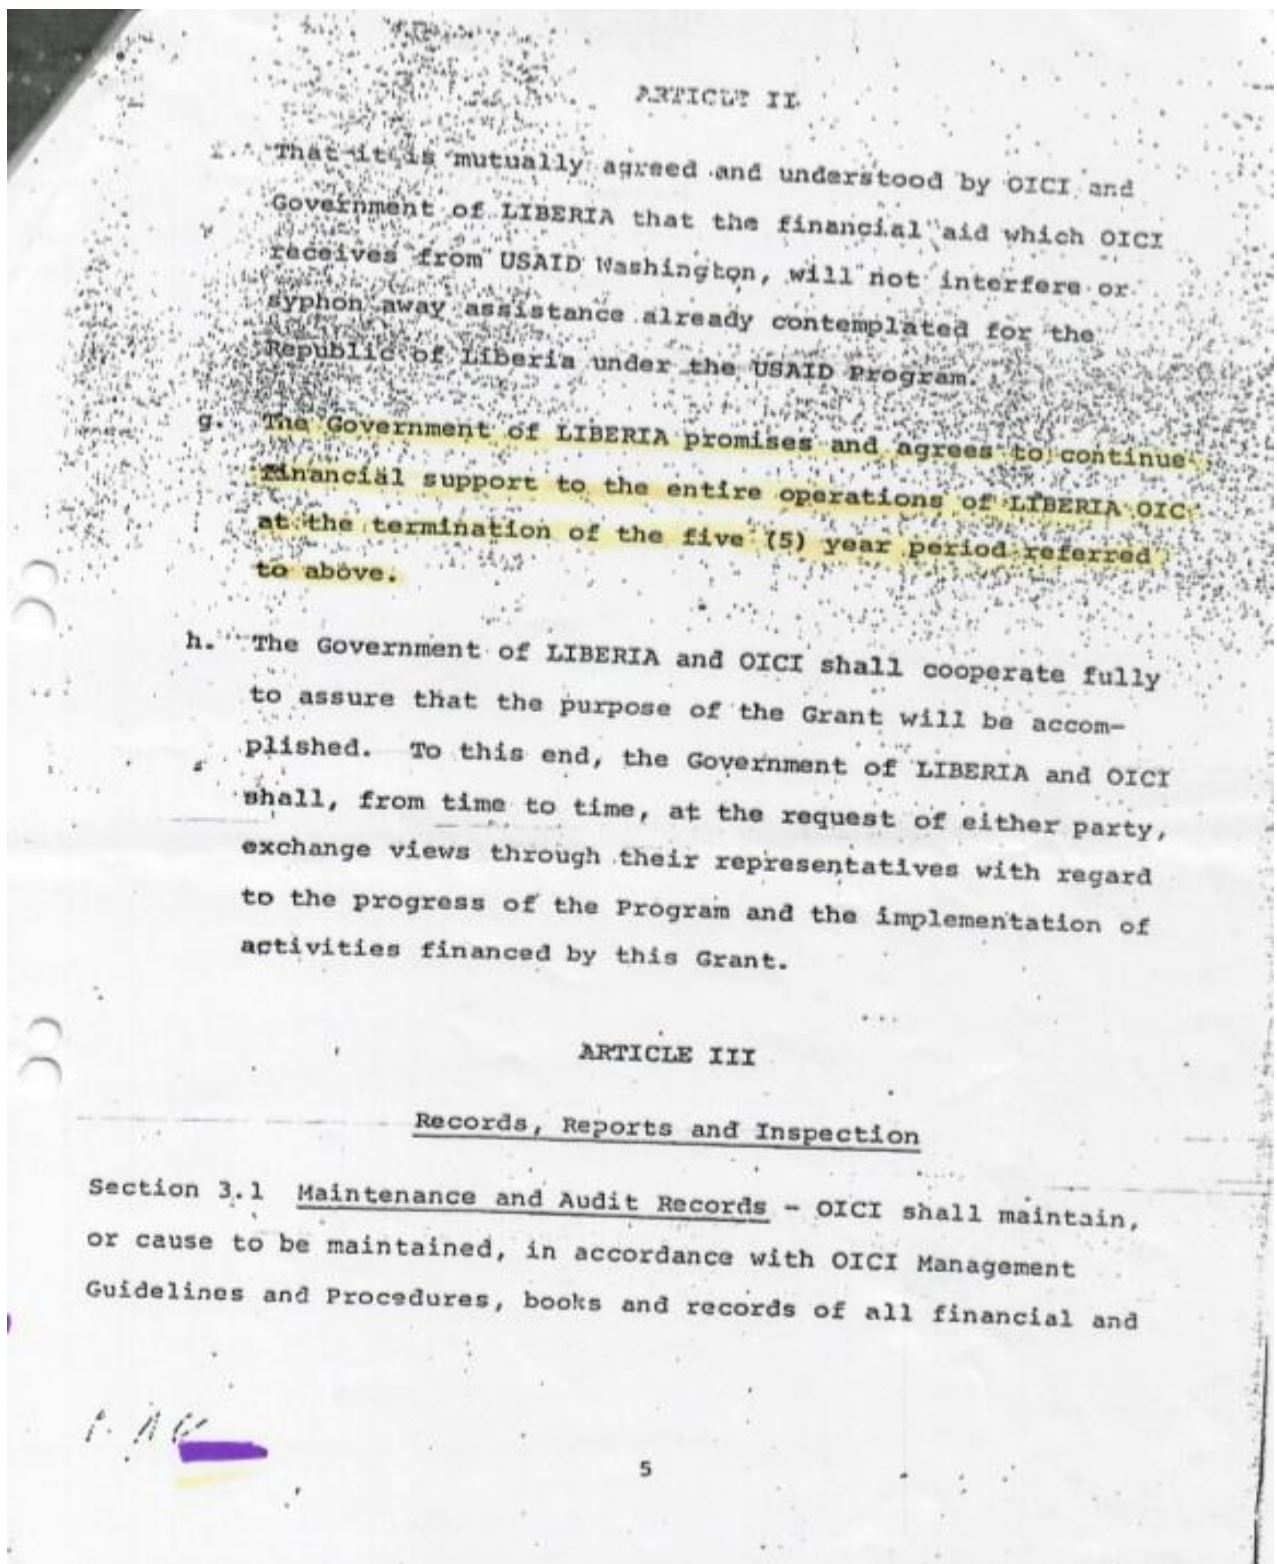 ARTICLE II
That it is mutually agreed and understood by OICI and
Government of LIBERIA that the financial aid which OICI
receives from USAID Washington, will not interfere or
syphon away assistance already contemplated for the
Republic of Liberia under the USAID Program.
g. The Government of LIBERIA promises and agrees to continue
financial support to the entire operations of LIBERIA OIC
at the termination of the five (5) year period referred
to above.
h. The Government of LIBERIA and OICI shall cooperate fully
to assure that the purpose of the Grant will be accom-
plished. To this end, the Government of LIBERIA and OICI
shall, from time to time, at the request of either party,
exchange views through their representatives with regard
to the progress of the Program and the implementation of
activities financed by this Grant.
ARTICLE III
Records, Reports and Inspection
Section 3.1 Maintenance and Audit Records - OICI shall maintain,
or cause to be maintained, in accordance with OICI Management
Guidelines and Procedures, books and records of all financial and
5